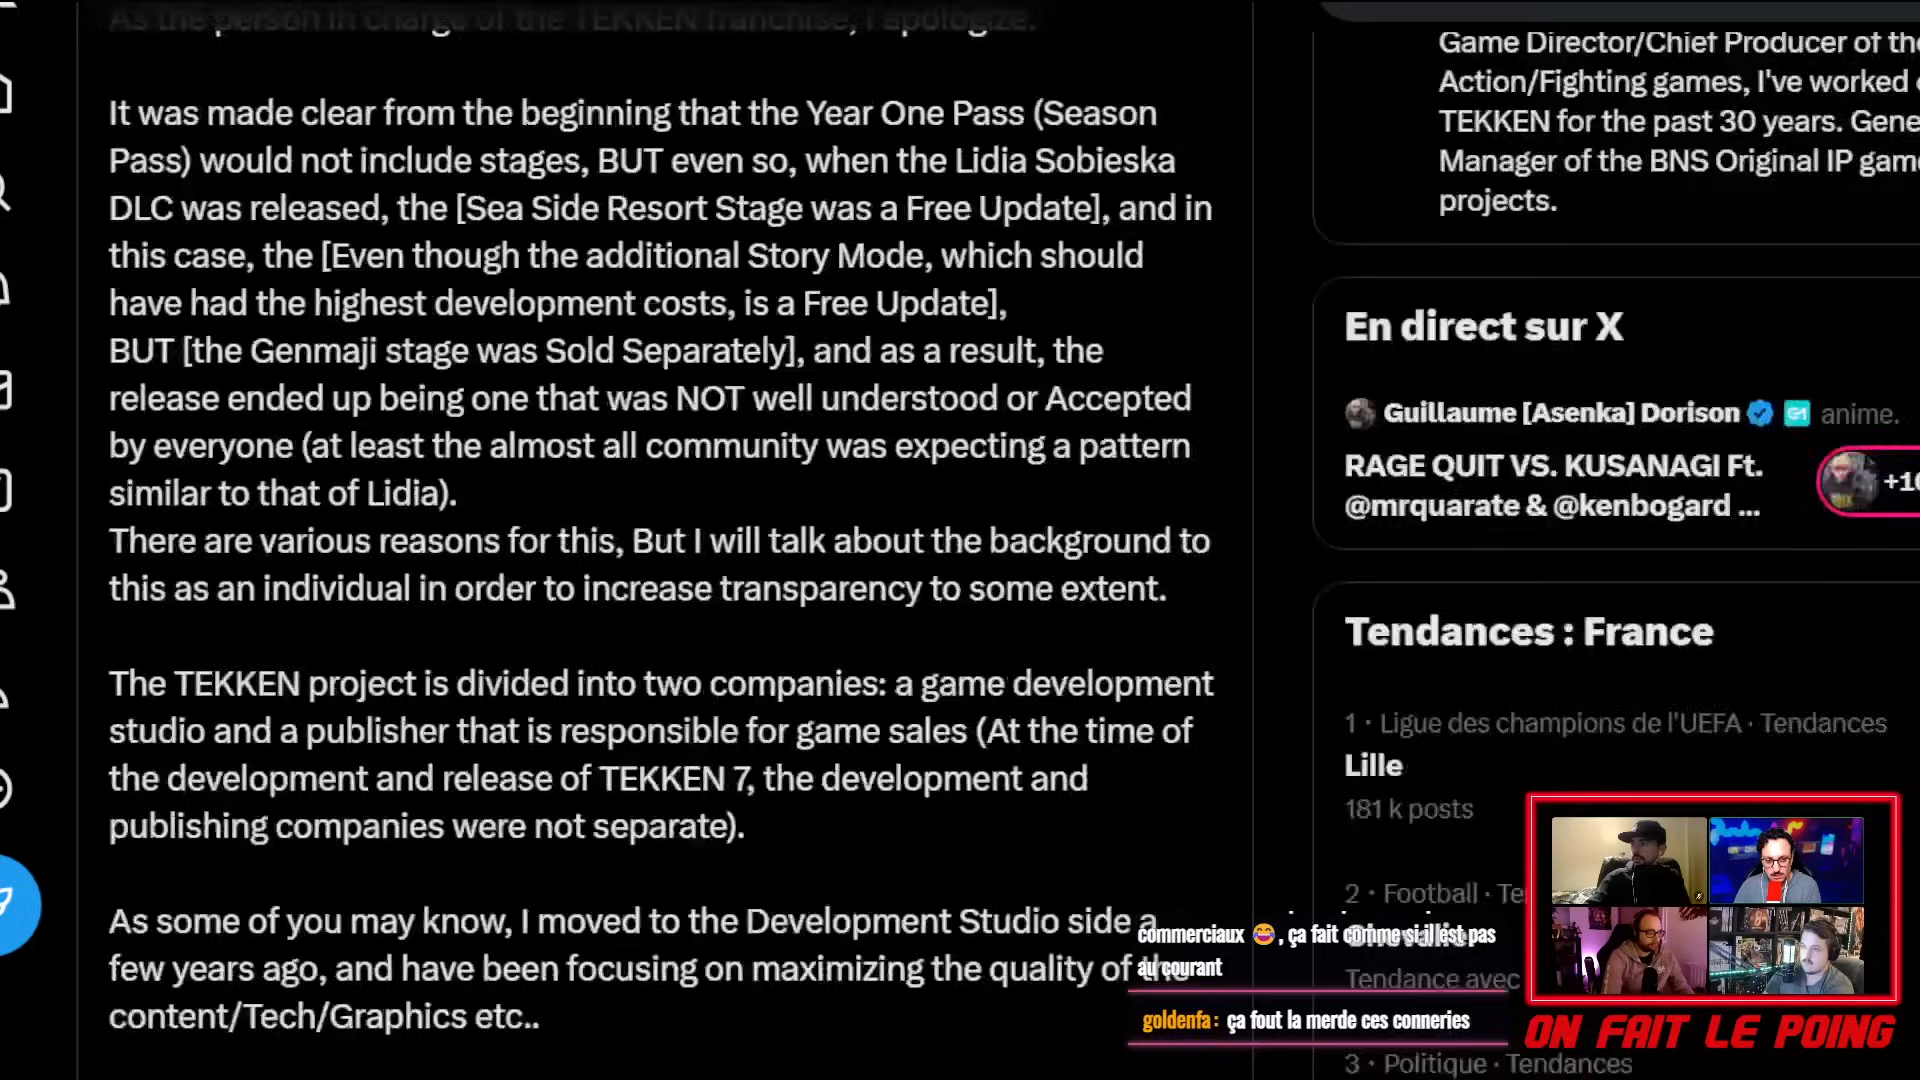 As the person in charge of the TEKKEN franchise, I apologize.
It was made clear from the beginning that the Year One Pass (Season
Pass) would not include stages, BUT even so, when the Lidia Sobieska
DLC was released, the [Sea Side Resort Stage was a Free Update], and in
this case, the [Even though the additional Story Mode, which should
have had the highest development costs, is a Free Update],
BUT [the Genmaji stage was Sold Separately], and as a result, the
release ended up being one that was NOT well understood or Accepted
by everyone (at least the almost all community was expecting a pattern
similar to that of Lidia).
There are various reasons for this, But I will talk about the background to
this as an individual in order to increase transparency to some extent.
The TEKKEN project is divided into two companies: a game development
studio and a publisher that is responsible for game sales (At the time of
the development and release of TEKKEN 7, the development and
publishing companies were not separate).
As some of you may know, I moved to the Development Studio side a
few years ago, and have been focusing on maximizing the quality of the
content/Tech/Graphics etc..
Game Director/Chief Producer of the
Action/Fighting games, I've worked
TEKKEN for the past 30 years. Gene
Manager of the BNS Original IP gam
projects.
En direct sur X
Guillaume [Asenka] Dorison G1 anime.
RAGE QUIT VS. KUSANAGI Ft.
@mrquarate & @kenbogard ...
+10
Tendances : France
1 · Ligue des champions de l'UEFA · Tendances
Lille
181 k posts
2 · Football · Te
Tendance avec
3 · Politique · Tendances
commerciaux 😂, ça fait comme si il est pas
au courant
goldenfa : ça fout la merde ces conneries
ON FAIT LE POING